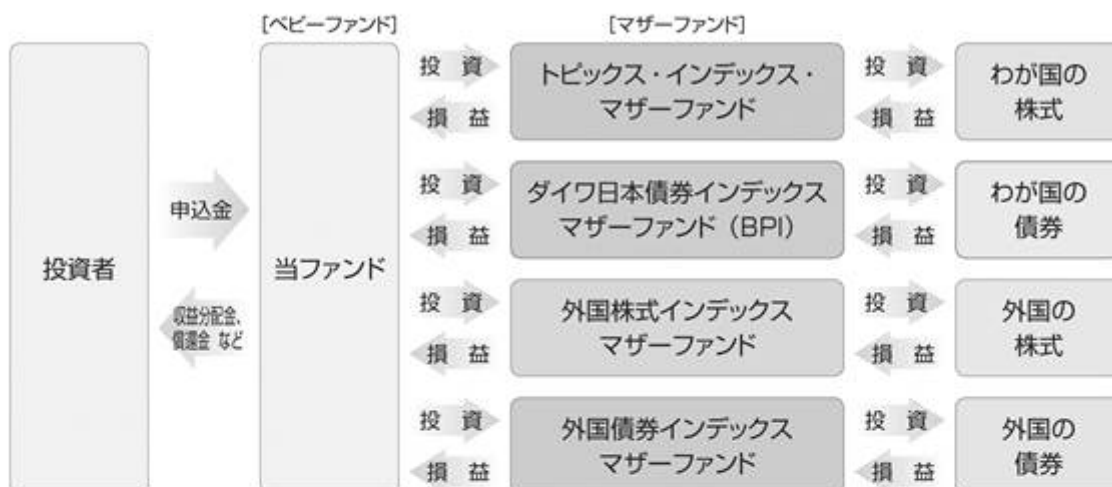 [ベビーファンド]
[マザーファンド]
投資者
申込金
収益分配金、
償還金 など
当ファンド
投 資
損 益
トピックス・インデックス・
マザーファンド
投 資
損 益
わが国の
株式
投 資
損 益
ダイワ日本債券インデックス
マザーファンド（BPI）
投 資
損 益
わが国の
債券
投 資
損 益
外国株式インデックス
マザーファンド
投 資
損 益
外国の
株式
投 資
損 益
外国債券インデックス
マザーファンド
投 資
損 益
外国の
債券